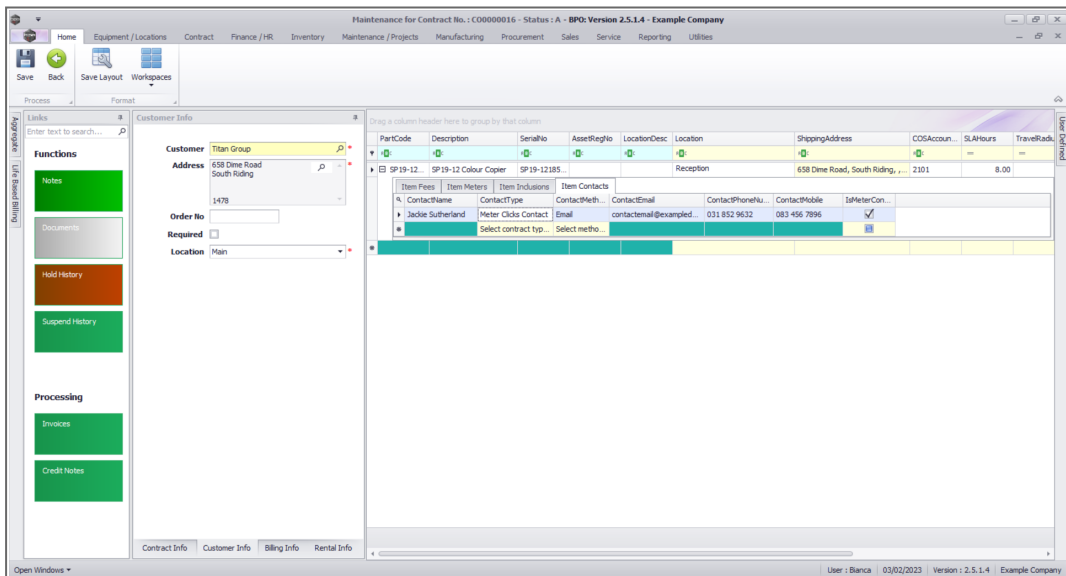 Maintenance for Contract No. : CO0000016 - Status : A - BPO: Version 2.5.1.4 - Example Company
Home Equipment / Locations Contract Finance / HR Inventory Maintenance / Projects Manufacturing Procurement Sales Service Reporting Utilities
Save Back Save Layout Workspaces
Process Format
Aggregate
Life Based Billing
Links
Enter text to search...
Functions
Notes
Documents
Hold History
Suspend History
Processing
Invoices
Credit Notes
Customer Info
Customer Titan Group *
Address 658 Dime Road *
South Riding
1478
Order No
Required
Location Main *
Contract Info Customer Info Billing Info Rental Info
Drag a column header here to group by that column.
PartCode Description SerialNo AssetRegNo LocationDesc Location ShippingAddress COSAccoun... SLAHours TravelRadiu
SP19-12... SP19-12 Colour Copier SP19-12185... Reception 658 Dime Road, South Riding, ,... 2101 8.00
Item Fees Item Meters Item Inclusions Item Contacts
ContactName ContactType ContactMeth... ContactEmail ContactPhoneNu... ContactMobile IsMeterCon...
Jackie Sutherland Meter Clicks Contact Email contactemail@exampled... 031 852 9632 083 456 7896
Select contract typ... Select metho...
User Defined
Open Windows User : Bianca 03/02/2023 Version : 2.5.1.4 Example Company